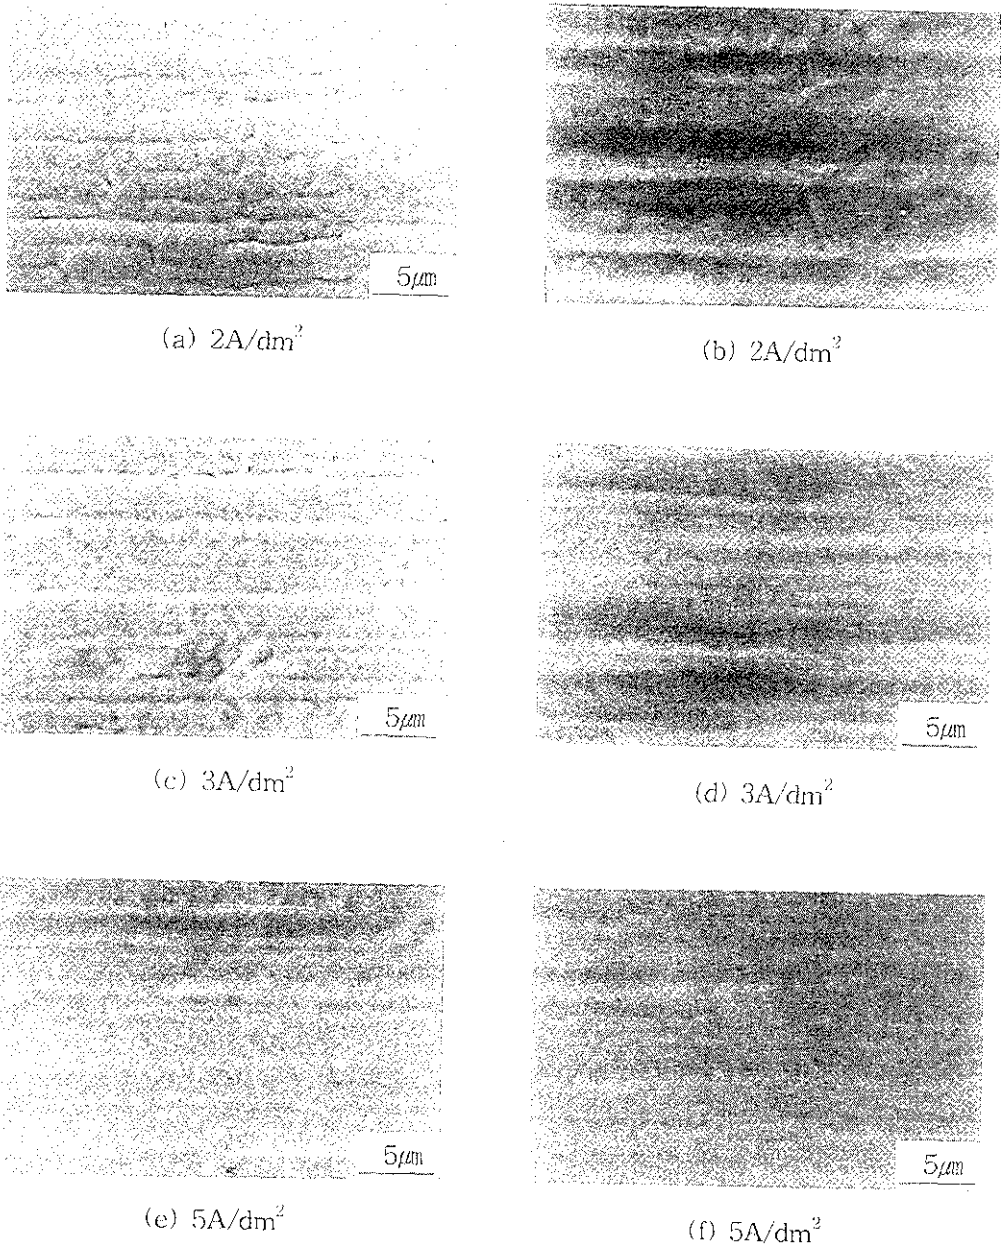 5μm
(a) 2A/dm²
(b) 2A/dm²
5μm
5μm
(c) 3A/dm²
(d) 3A/dm²
5μm
5μm
(e) 5A/dm²
(f) 5A/dm²